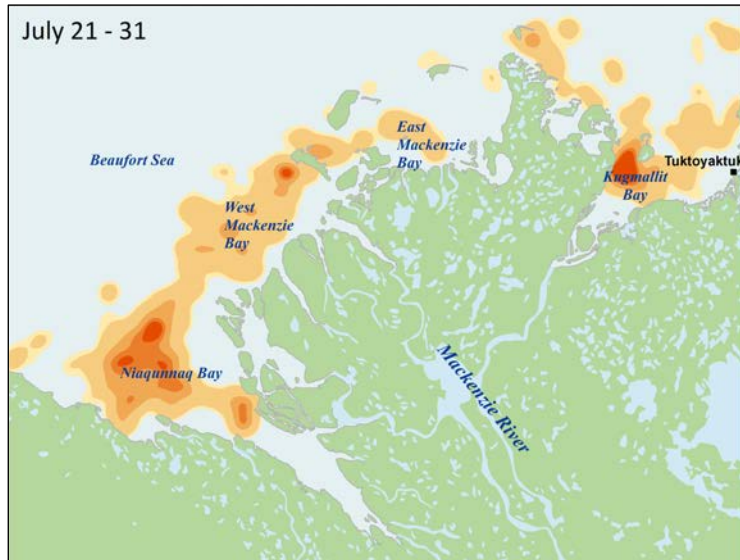 July 21 - 31
Beaufort Sea
East
Mackenzie
Bay
Tuktoyaktuk
Kugmallit
Bay
West
Mackenzie
Bay
Niaqunnaq Bay
Mackenzie River